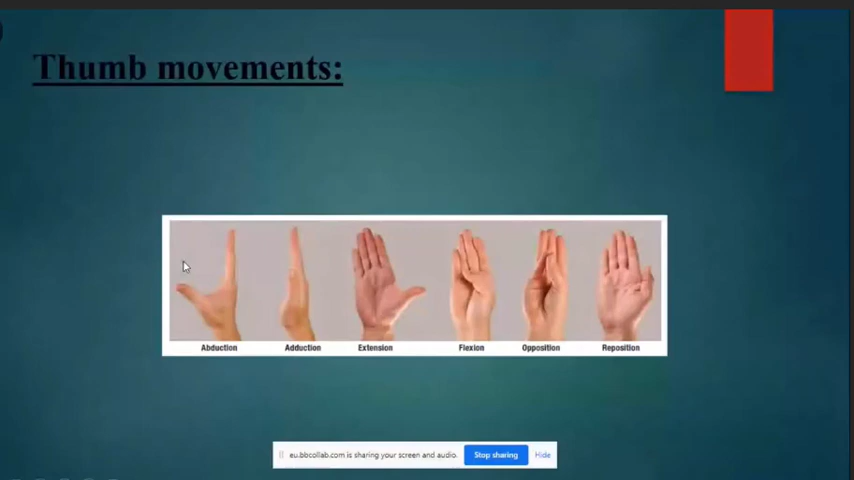 Thumb movements:
Abduction Adduction Extension Flexion Opposition Reposition
eu.bbcollab.com is sharing your screen and audio. Stop sharing Hide